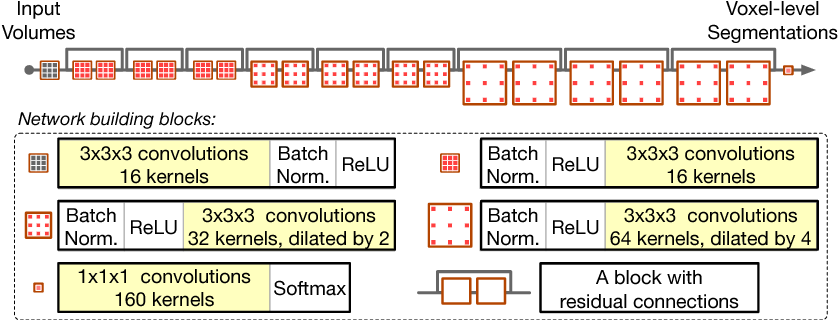 Input
Volumes
Voxel-level
Segmentations
Network building blocks:
3x3x3 convolutions
16 kernels
Batch
Norm.
ReLU
Batch
Norm.
ReLU
3x3x3 convolutions
16 kernels
Batch
Norm.
ReLU
3x3x3 convolutions
32 kernels, dilated by 2
Batch
Norm.
ReLU
3x3x3 convolutions
64 kernels, dilated by 4
1x1x1 convolutions
160 kernels
Softmax
A block with
residual connections